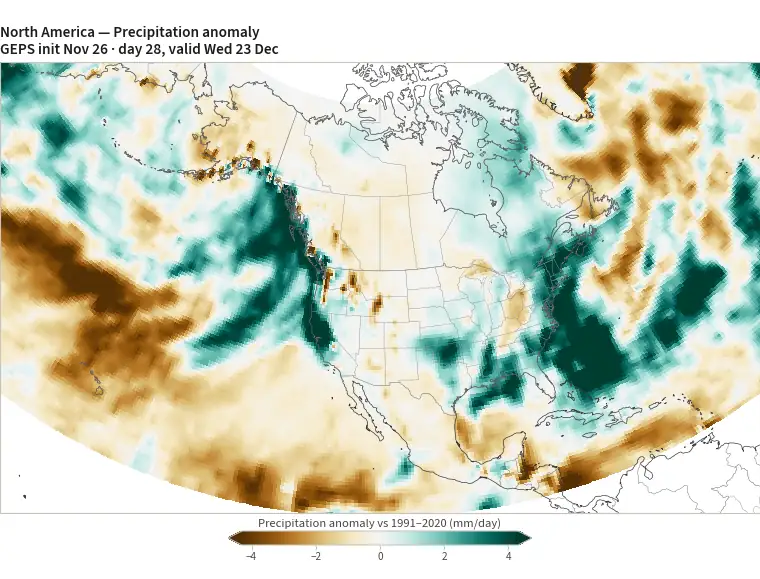 North America — Precipitation anomaly
GEPS init Nov 26 · day 28, valid Wed 23 Dec
Precipitation anomaly vs 1991–2020 (mm/day)
−4 −2 0 2 4